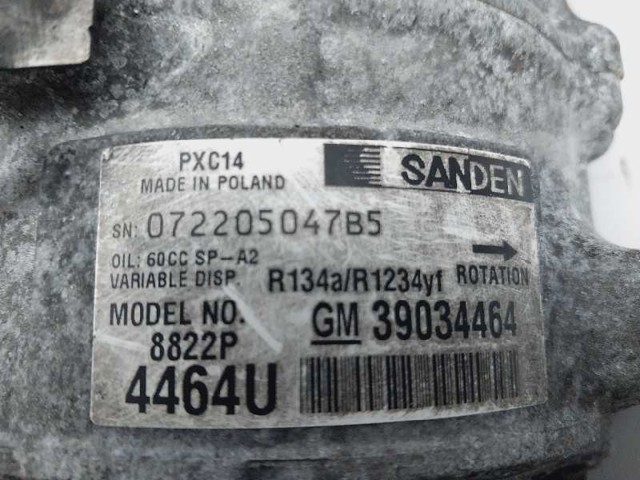 PXC14
MADE IN POLAND
SANDEN
SN: 072205047B5
OIL: 60CC SP-A2
VARIABLE DISP.
R134a/R1234yf
ROTATION
MODEL NO.
8822P
GM 39034464
4464U